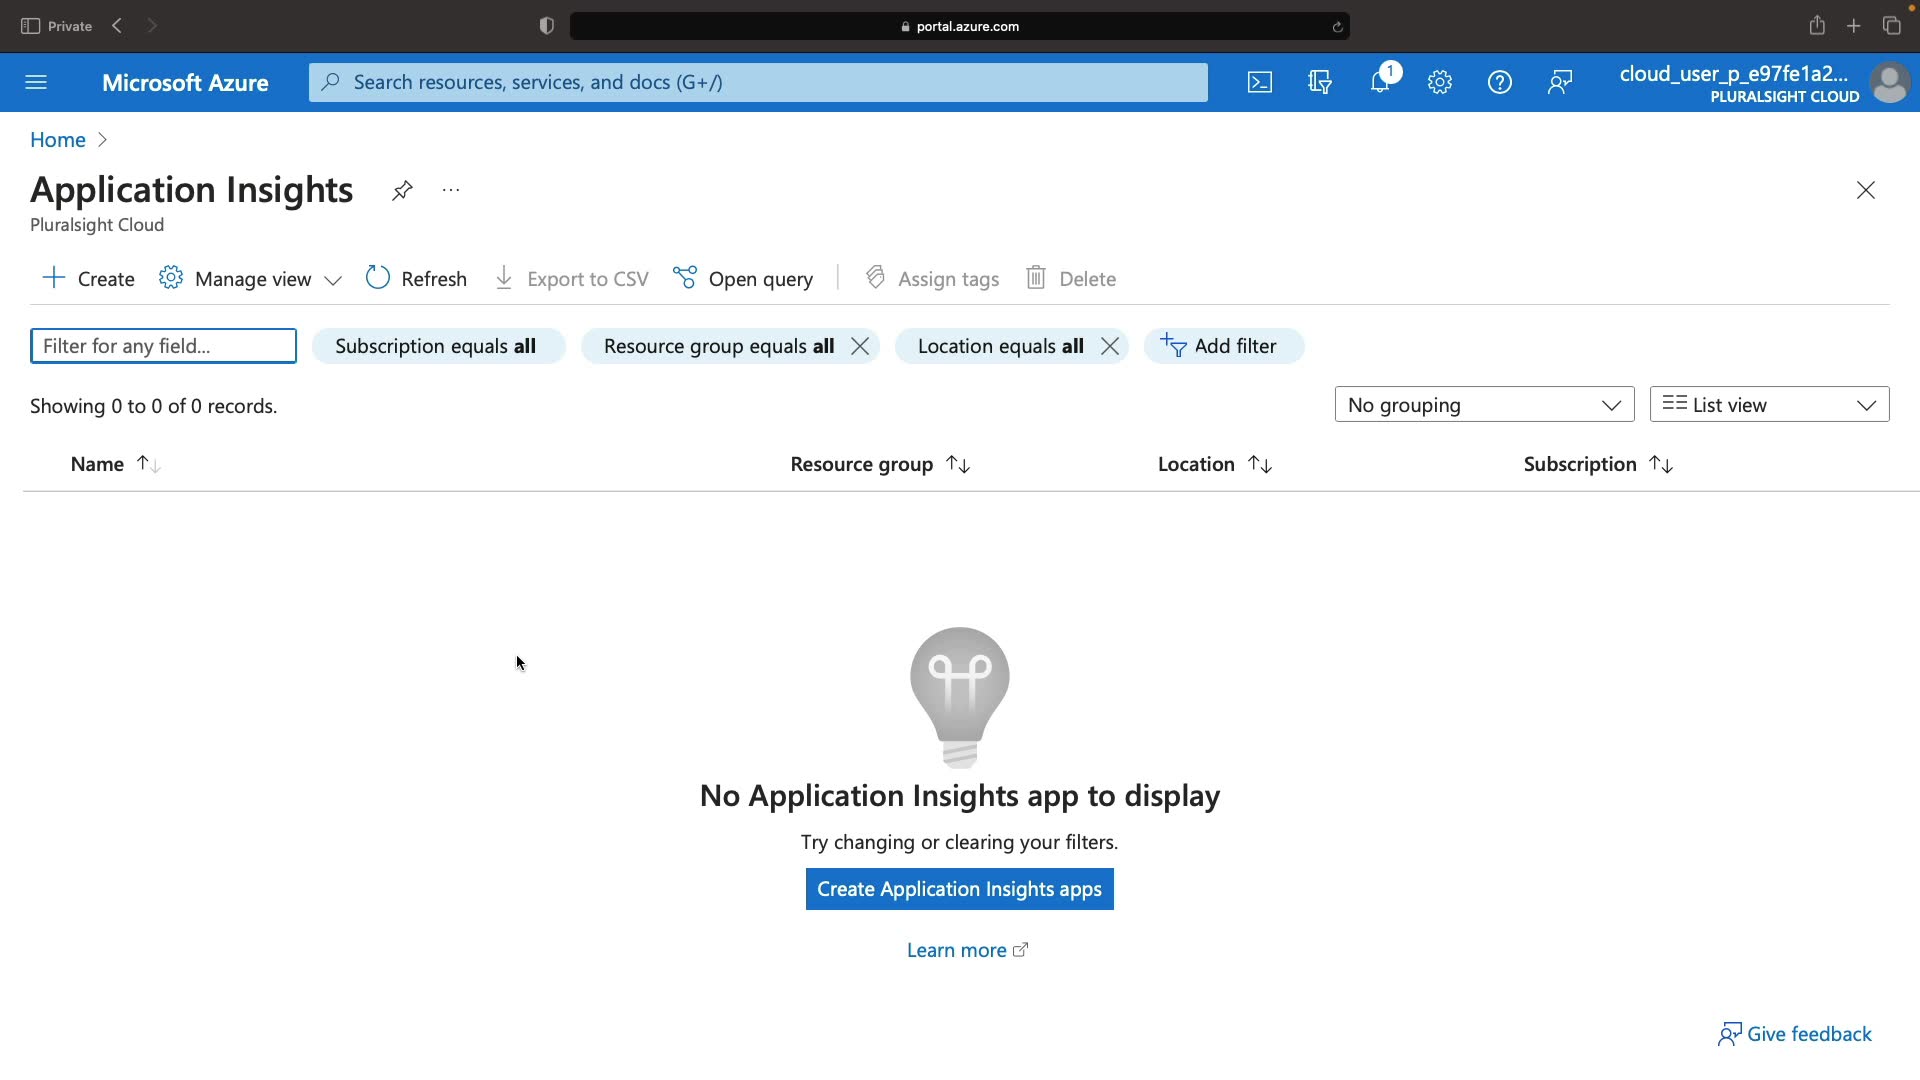 Private
portal.azure.com
Microsoft Azure
Search resources, services, and docs (G+/)
1
cloud_user_p_e97fe1a2...
PLURALSIGHT CLOUD
Home
Application Insights
...
Pluralsight Cloud
Create
Manage view
Refresh
Export to CSV
Open query
Assign tags
Delete
Filter for any field...
Subscription equals all
Resource group equals all
Location equals all
Add filter
Showing 0 to 0 of 0 records.
No grouping
List view
Name
Resource group
Location
Subscription
No Application Insights app to display
Try changing or clearing your filters.
Create Application Insights apps
Learn more
Give feedback